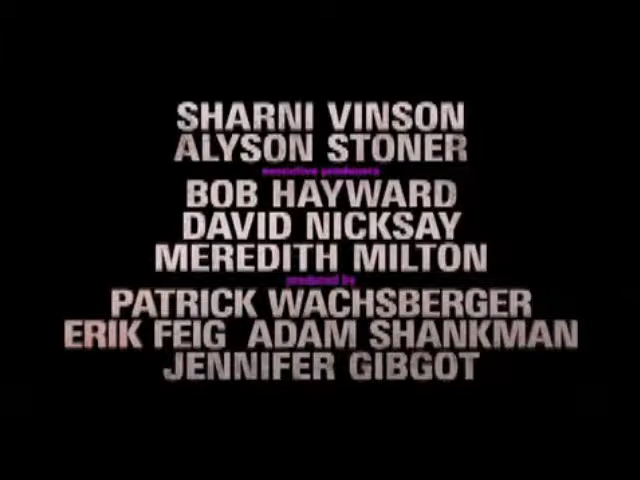 SHARNI VINSON
ALYSON STONER
executive producers
BOB HAYWARD
DAVID NICKSAY
MEREDITH MILTON
produced by
PATRICK WACHSBERGER
ERIK FEIG ADAM SHANKMAN
JENNIFER GIBGOT